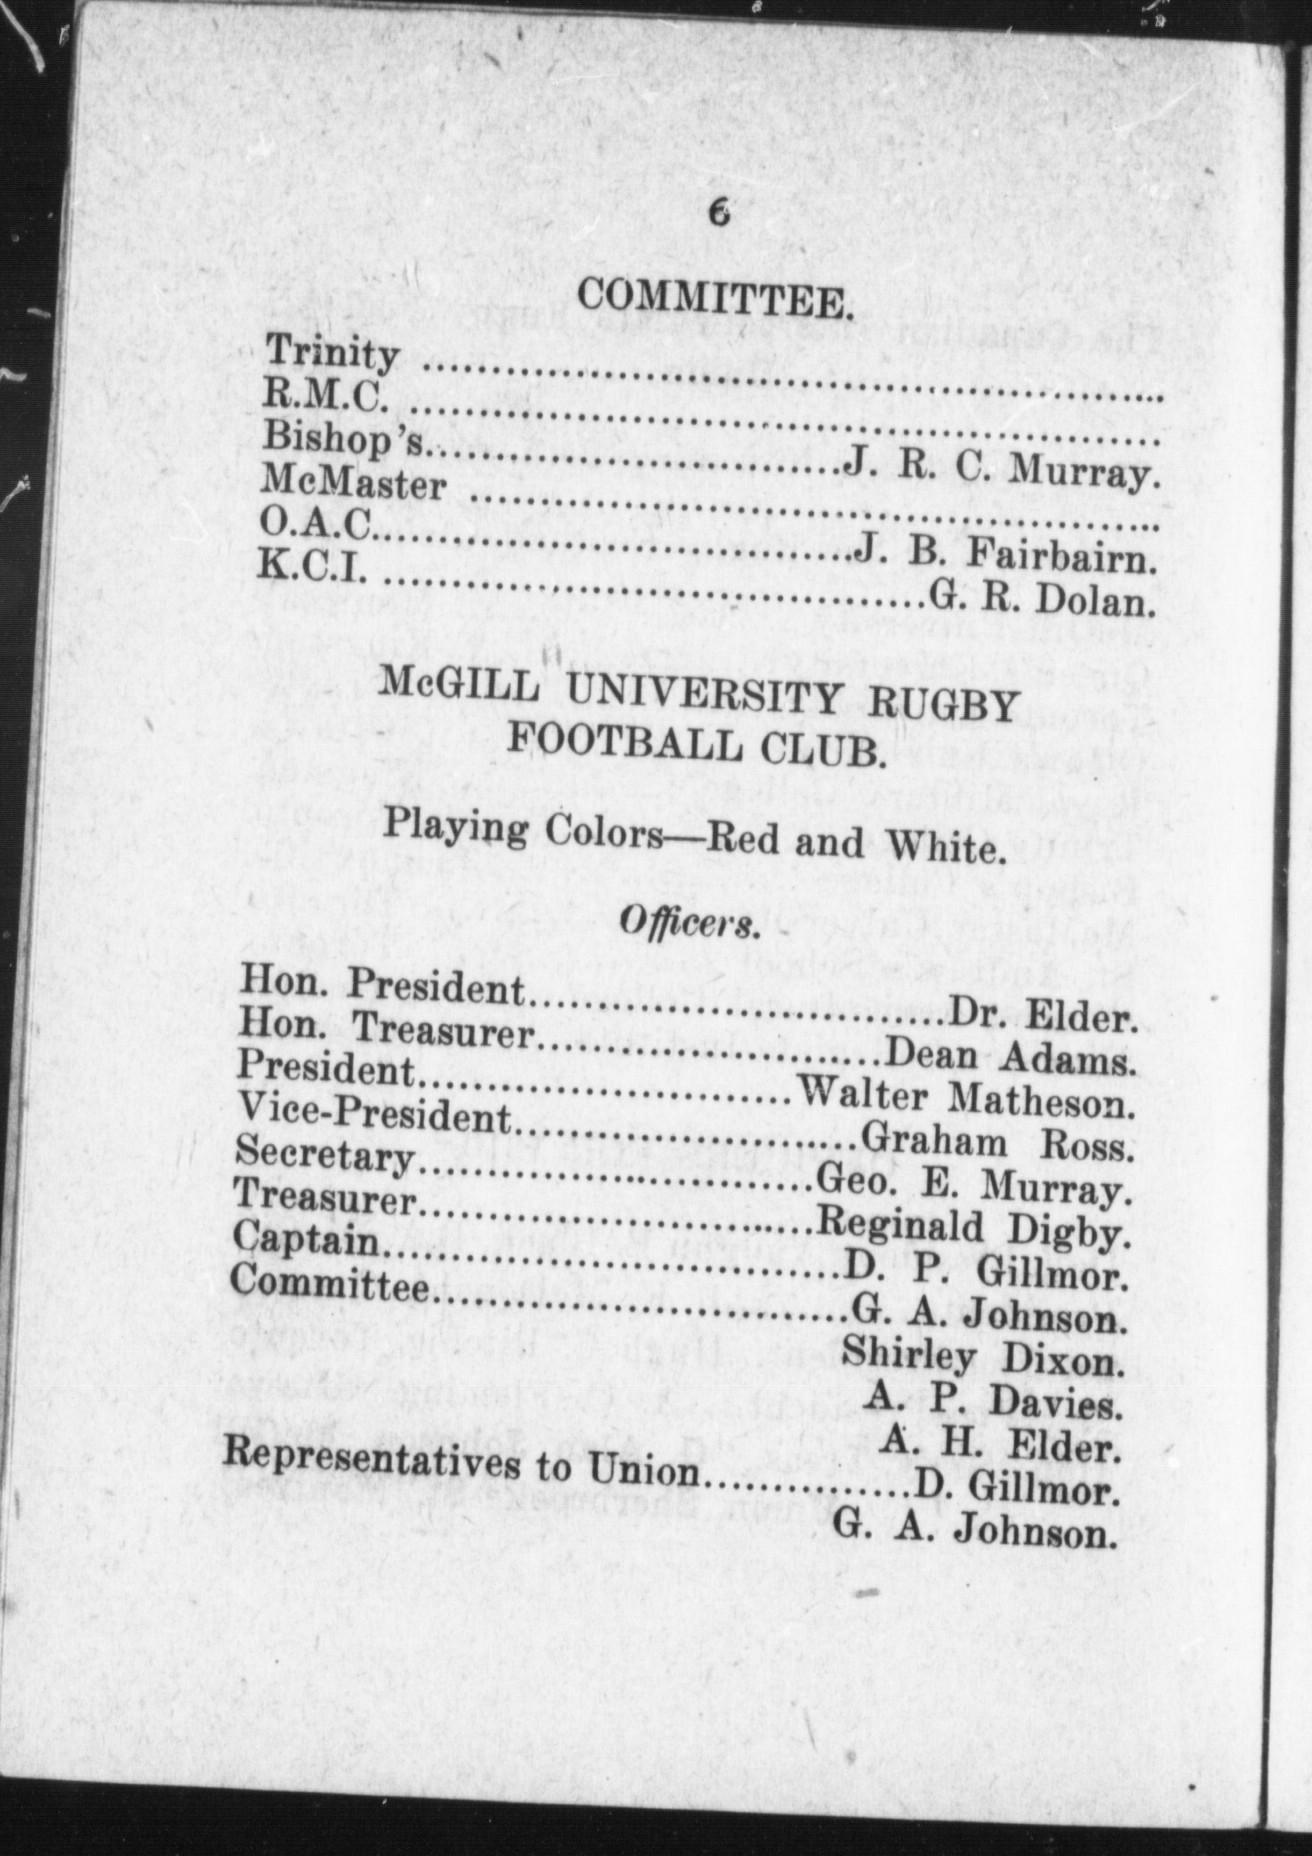 6
COMMITTEE.
Trinity ............................................................
R.M.C. ............................................................
Bishop's..............................J. R. C. Murray.
McMaster ......................................................
O.A.C...................................J. B. Fairbairn.
K.C.I. ........................................G. R. Dolan.
McGILL UNIVERSITY RUGBY
FOOTBALL CLUB.
Playing Colors—Red and White.
Officers.
Hon. President..............................Dr. Elder.
Hon. Treasurer.........................Dean Adams.
President...........................Walter Matheson.
Vice-President.........................Graham Ross.
Secretary.............................Geo. E. Murray.
Treasurer.............................Reginald Digby.
Captain.................................D. P. Gillmor.
Committee..............................G. A. Johnson.
Shirley Dixon.
A. P. Davies.
A. H. Elder.
Representatives to Union...............D. Gillmor.
G. A. Johnson.